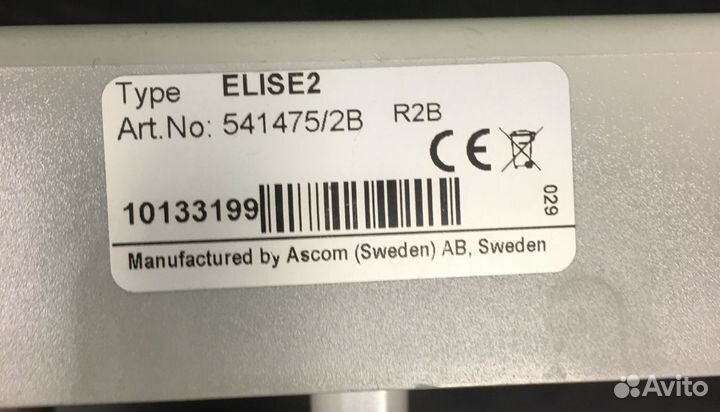 Type ELISE2
Art.No: 541475/2B R2B
CE
10133199
029
Manufactured by Ascom (Sweden) AB, Sweden
Avito